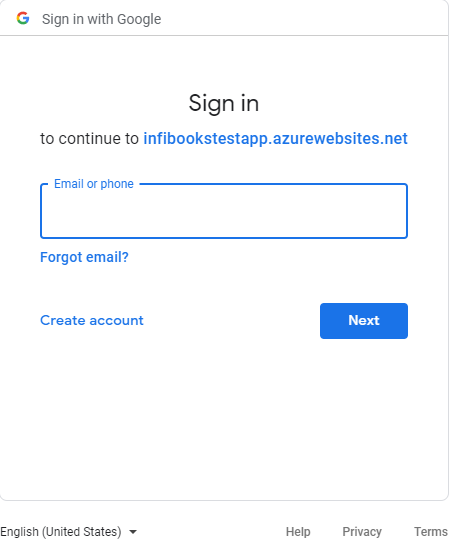 Sign in with Google
Sign in
to continue to infibookstestapp.azurewebsites.net
Email or phone
Forgot email?
Create account
Next
English (United States)
Help
Privacy
Terms